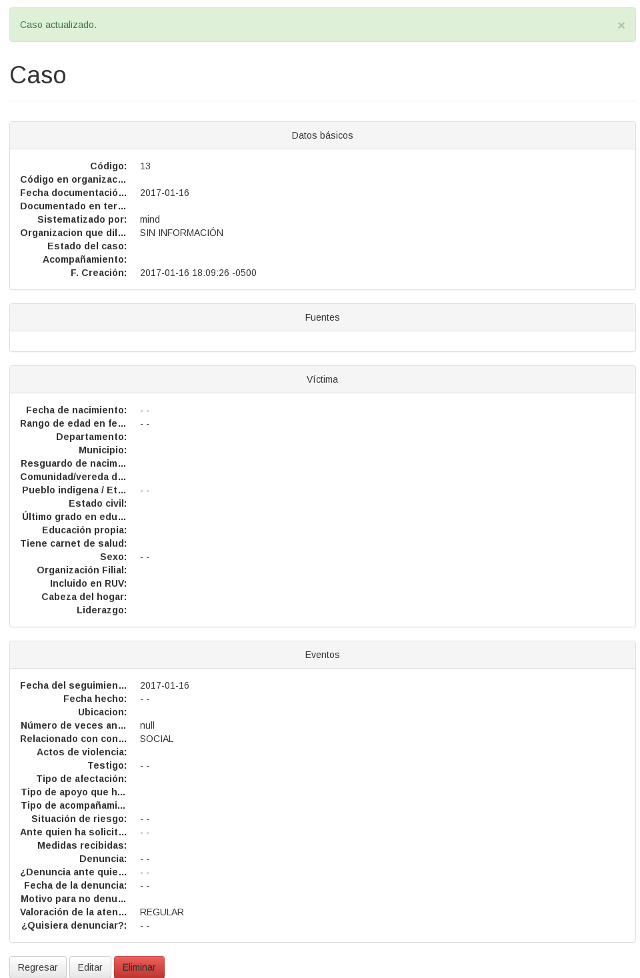 Caso actualizado. ×
Caso
Datos básicos
Código: 13
Código en organizac...
Fecha documentació... 2017-01-16
Documentado en ter...
Sistematizado por: mind
Organizacion que dil... SIN INFORMACIÓN
Estado del caso:
Acompañamiento:
F. Creación: 2017-01-16 18:09:26 -0500
Fuentes
Víctima
Fecha de nacimiento: - -
Rango de edad en fe... - -
Departamento:
Municipio:
Resguardo de nacim...
Comunidad/vereda d...
Pueblo indigena / Et... - -
Estado civil:
Último grado en edu...
Educación propia:
Tiene carnet de salud:
Sexo: - -
Organización Filial:
Incluido en RUV:
Cabeza del hogar:
Liderazgo:
Eventos
Fecha del seguimien... 2017-01-16
Fecha hecho: - -
Ubicacion:
Número de veces an... null
Relacionado con con... SOCIAL
Actos de violencia:
Testigo: - -
Tipo de afectación:
Tipo de apoyo que h...
Tipo de acompañami...
Situación de riesgo: - -
Ante quien ha solicit... - -
Medidas recibidas:
Denuncia: - -
¿Denuncia ante quie... - -
Fecha de la denuncia: - -
Motivo para no denu...
Valoración de la aten... REGULAR
¿Quisiera denunciar?: - -
Regresar Editar Eliminar